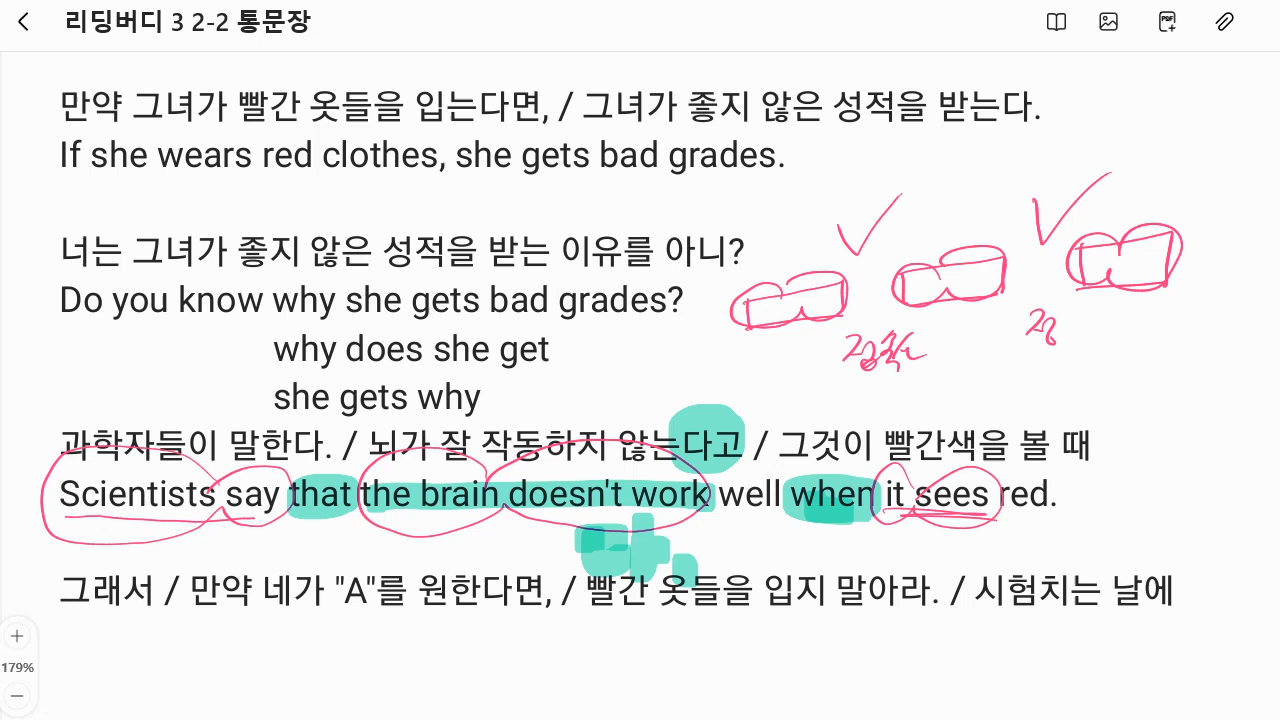 리딩버디 3 2-2 통문장
만약 그녀가 빨간 옷들을 입는다면, / 그녀가 좋지 않은 성적을 받는다.
If she wears red clothes, she gets bad grades.
너는 그녀가 좋지 않은 성적을 받는 이유를 아니?
Do you know why she gets bad grades?
why does she get
she gets why
과학자들이 말한다. / 뇌가 잘 작동하지 않는다고 / 그것이 빨간색을 볼 때
Scientists say that the brain doesn't work well when it sees red.
그래서 / 만약 네가 "A"를 원한다면, / 빨간 옷들을 입지 말아라. / 시험치는 날에
179%